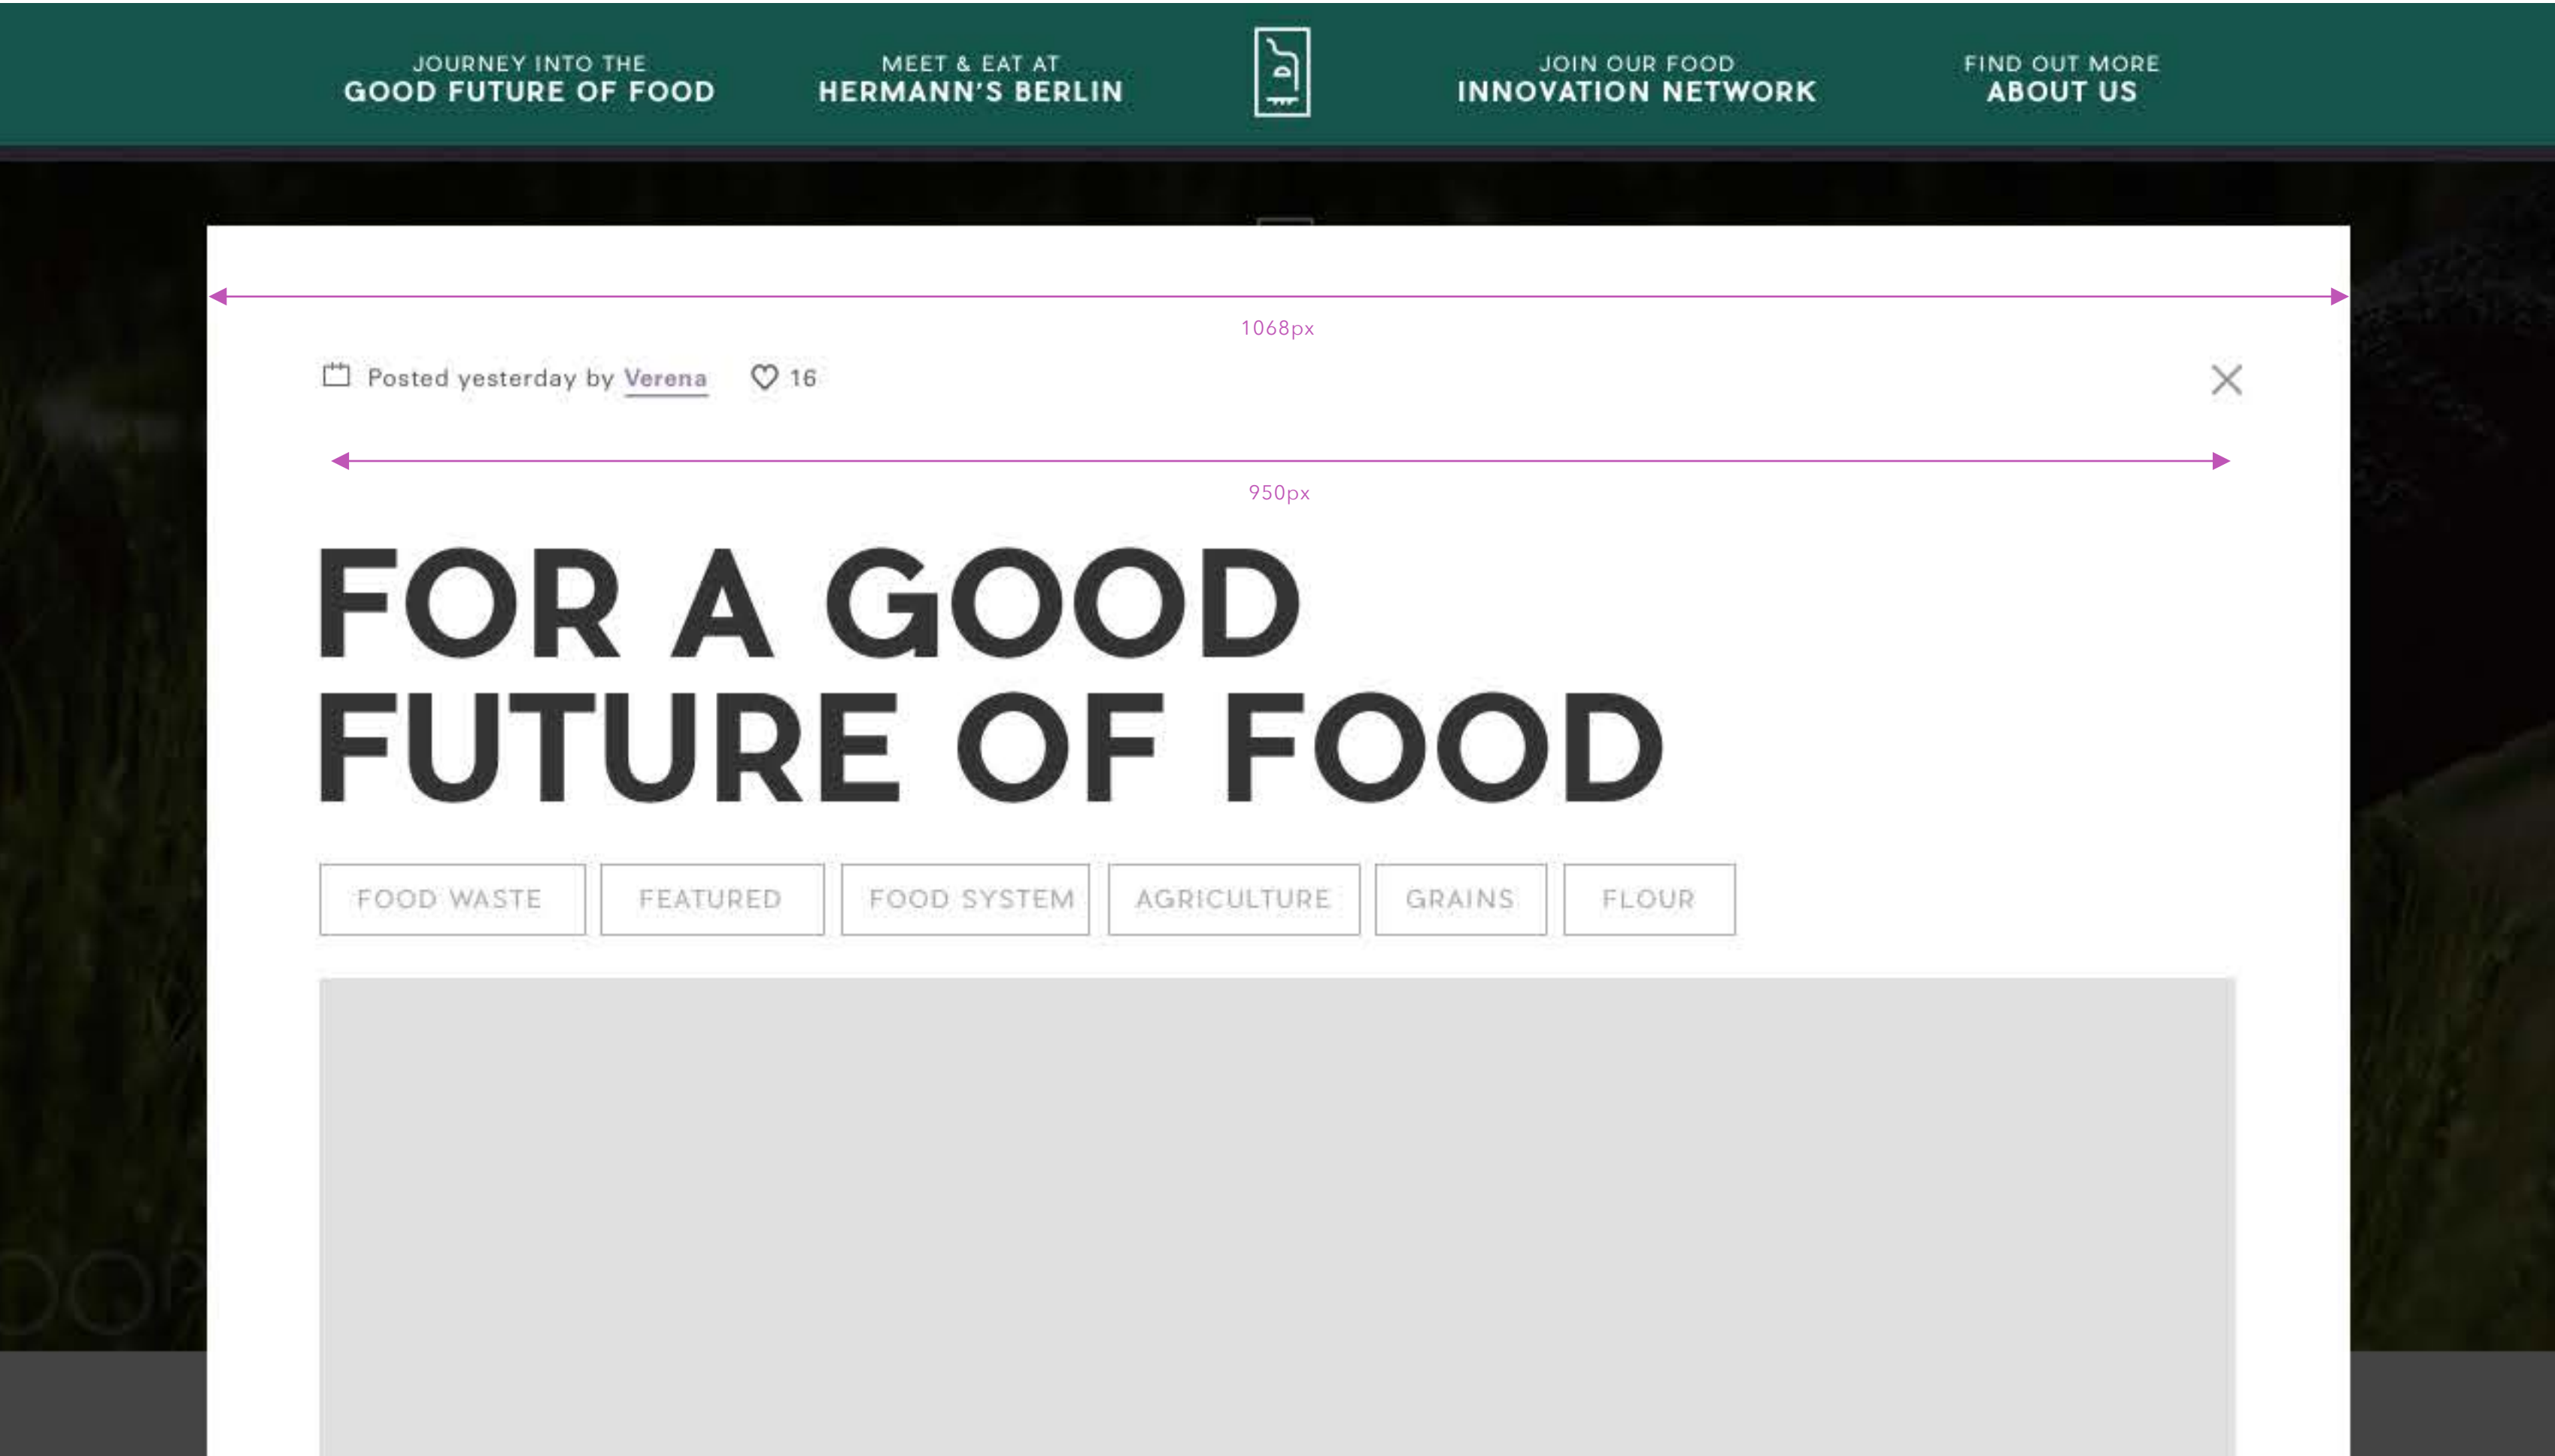 JOURNEY INTO THE
GOOD FUTURE OF FOOD
MEET & EAT AT
HERMANN'S BERLIN
JOIN OUR FOOD
INNOVATION NETWORK
FIND OUT MORE
ABOUT US
1068px
Posted yesterday by Verena 16
950px
FOR A GOOD
FUTURE OF FOOD
FOOD WASTE FEATURED FOOD SYSTEM AGRICULTURE GRAINS FLOUR